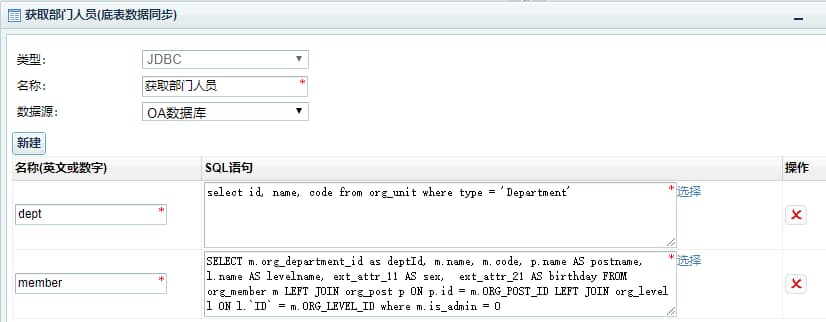 获取部门人员(底表数据同步)
类型: JDBC
名称: 获取部门人员 *
数据源: OA数据库
新建
名称(英文或数字) SQL语句 操作
dept * select id, name, code from org_unit where type = 'Department' * 选择
member * SELECT m.org_department_id as deptId, m.name, m.code, p.name AS postname, * 选择
l.name AS levelname, ext_attr_11 AS sex, ext_attr_21 AS birthday FROM
org_member m LEFT JOIN org_post p ON p.id = m.ORG_POST_ID LEFT JOIN org_level
l ON l.`ID` = m.ORG_LEVEL_ID where m.is_admin = 0